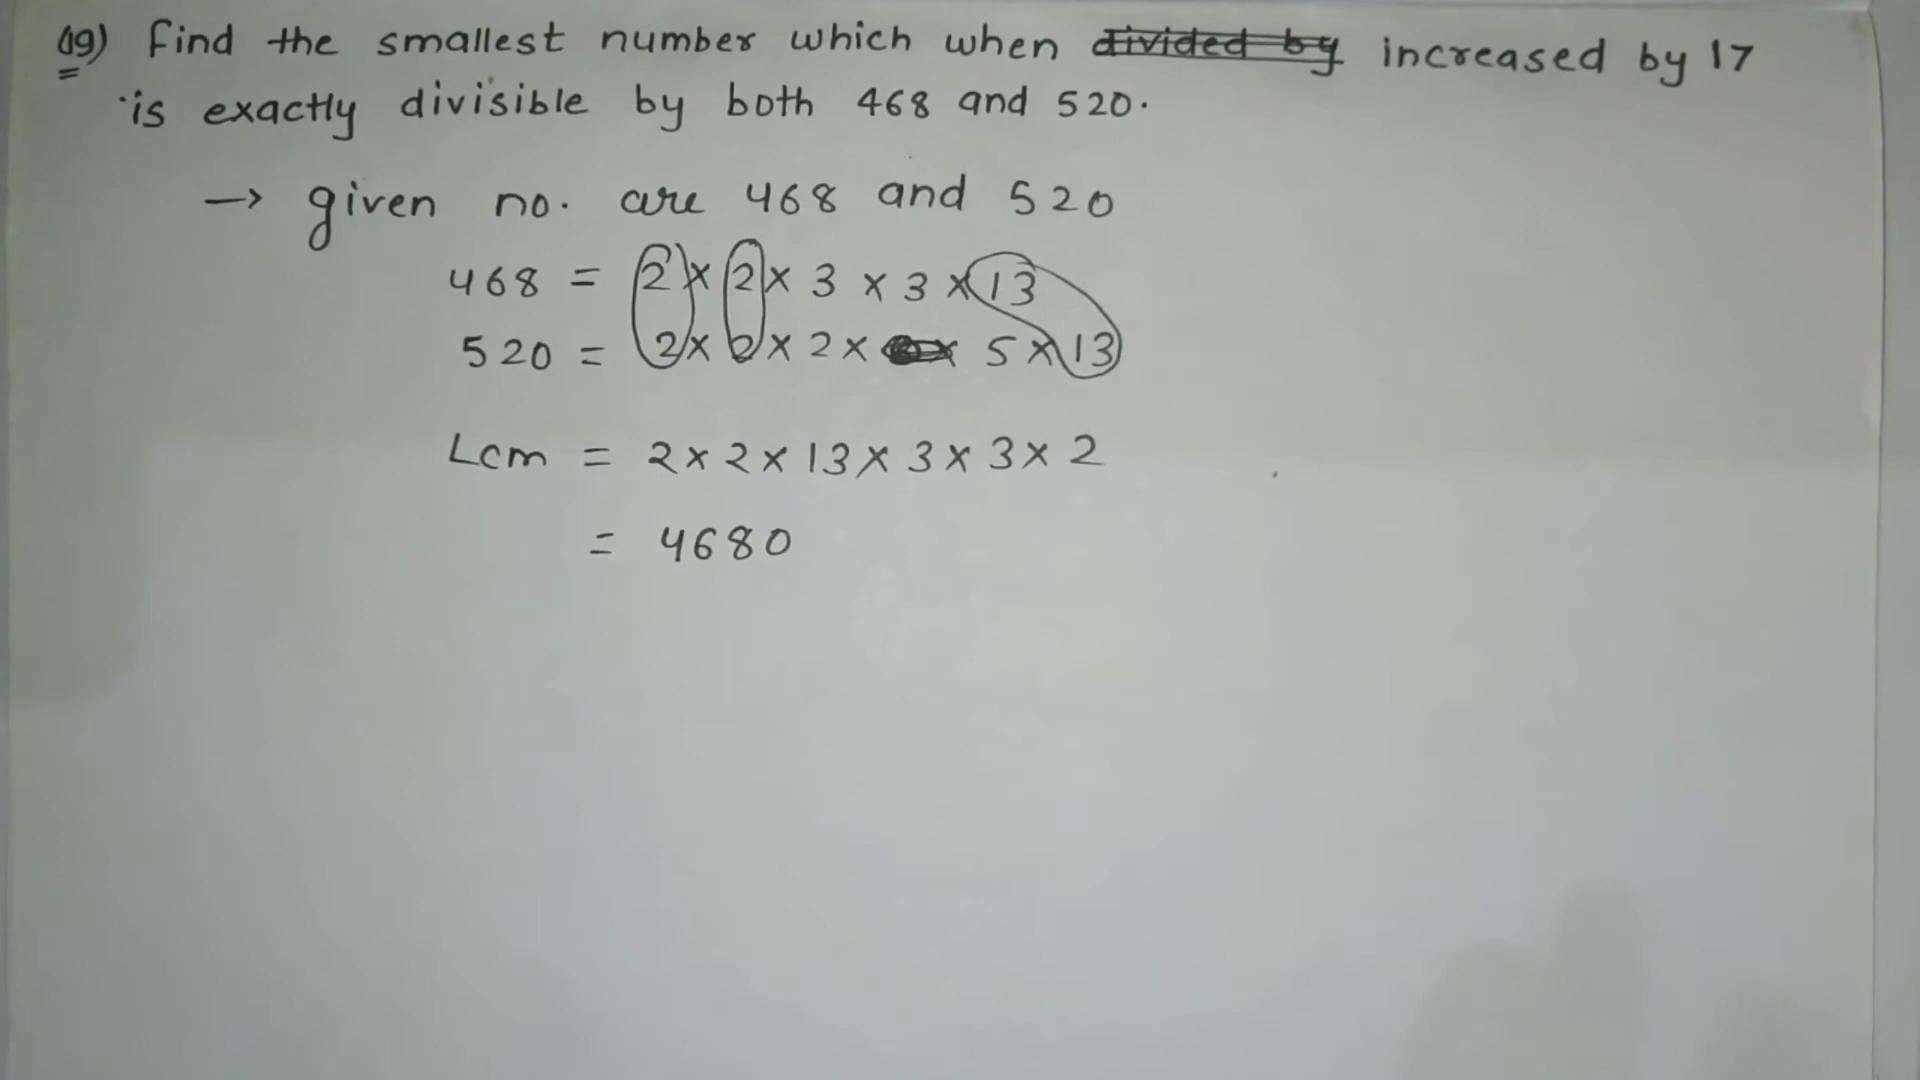 19) Find the smallest number which when divided by increased by 17
is exactly divisible by both 468 and 520.
→ given no. are 468 and 520
468 = 2 × 2 × 3 × 3 × 13
520 = 2 × 2 × 2 × × 5 × 13
Lcm = 2 × 2 × 13 × 3 × 3 × 2
= 4680